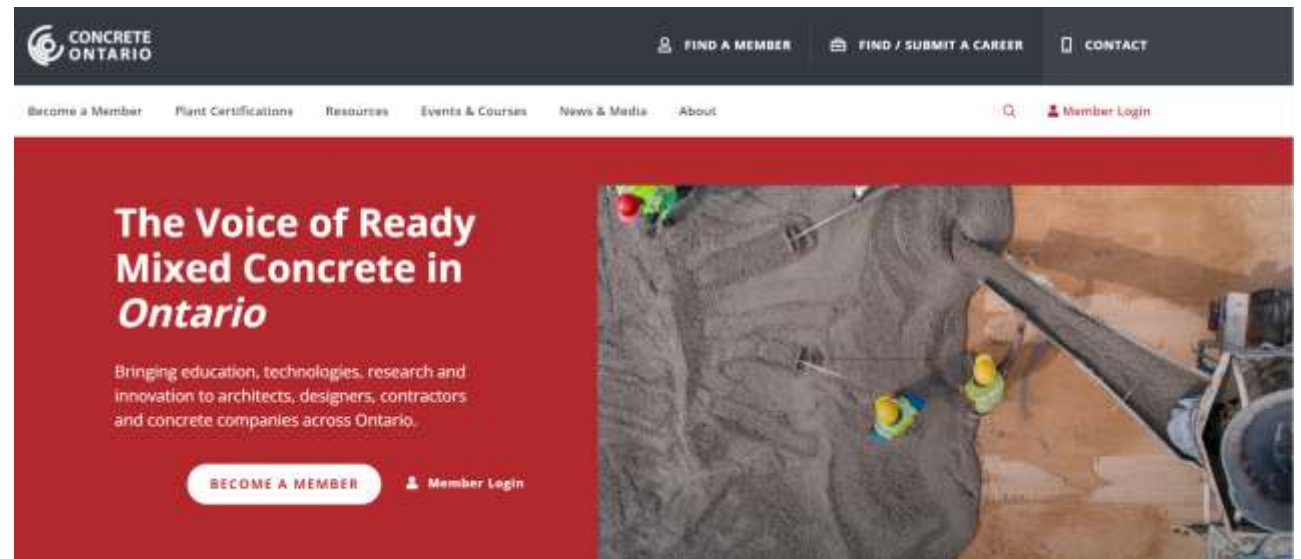 CONCRETE
ONTARIO
FIND A MEMBER
FIND / SUBMIT A CAREER
CONTACT
Become a Member
Plant Certifications
Resources
Events & Courses
News & Media
About
Member Login
The Voice of Ready
Mixed Concrete in
Ontario
Bringing education, technologies, research and
innovation to architects, designers, contractors
and concrete companies across Ontario.
BECOME A MEMBER
Member Login